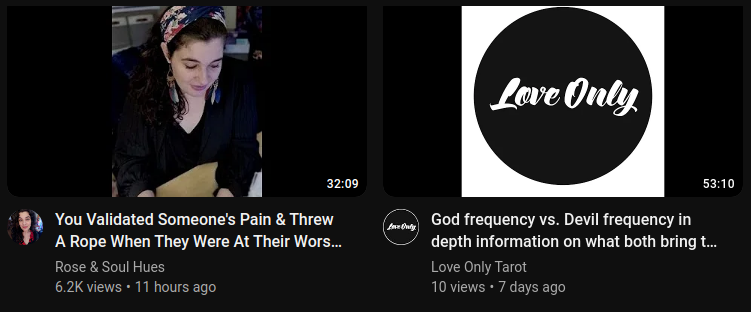 Love Only
32:09
53:10
You Validated Someone's Pain & Threw
A Rope When They Were At Their Wors...
Rose & Soul Hues
6.2K views • 11 hours ago
Love Only
God frequency vs. Devil frequency in
depth information on what both bring t...
Love Only Tarot
10 views • 7 days ago